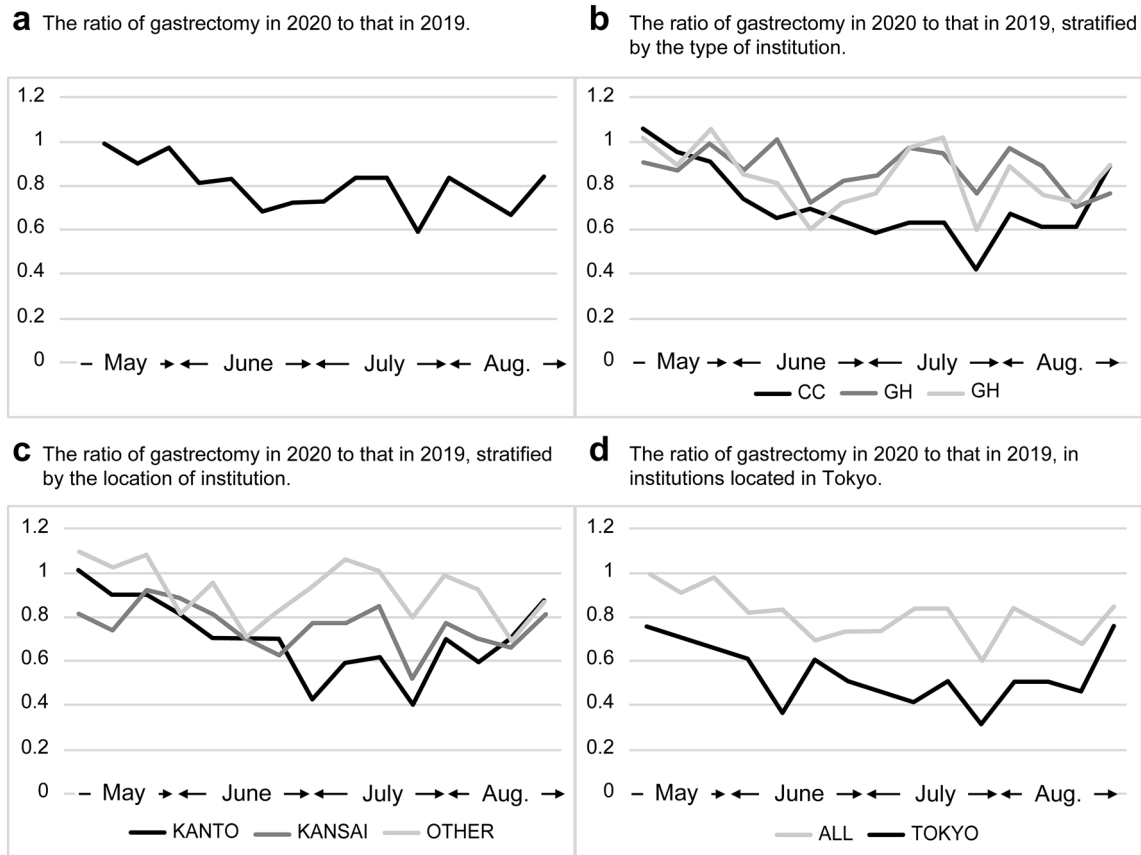 a The ratio of gastrectomy in 2020 to that in 2019.
1.2
1
0.8
0.6
0.4
0.2
0
May June July Aug.
b The ratio of gastrectomy in 2020 to that in 2019, stratified
by the type of institution.
1.2
1
0.8
0.6
0.4
0.2
0
May June July Aug.
CC GH GH
c The ratio of gastrectomy in 2020 to that in 2019, stratified
by the location of institution.
1.2
1
0.8
0.6
0.4
0.2
0
May June July Aug.
KANTO KANSAI OTHER
d The ratio of gastrectomy in 2020 to that in 2019, in
institutions located in Tokyo.
1.2
1
0.8
0.6
0.4
0.2
0
May June July Aug.
ALL TOKYO